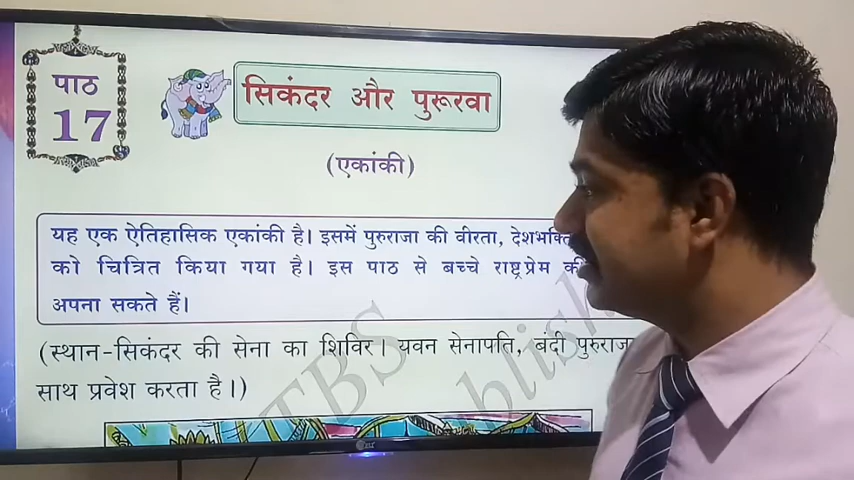 पाठ
17
सिकंदर और पुरूरवा
(एकांकी)
यह एक ऐतिहासिक एकांकी है। इसमें पुरुराजा की वीरता, देशभक्ति
को चित्रित किया गया है। इस पाठ से बच्चे राष्ट्रप्रेम की
अपना सकते हैं।
(स्थान-सिकंदर की सेना का शिविर। यवन सेनापति, बंदी पुरुराजा
साथ प्रवेश करता है।)
TBS